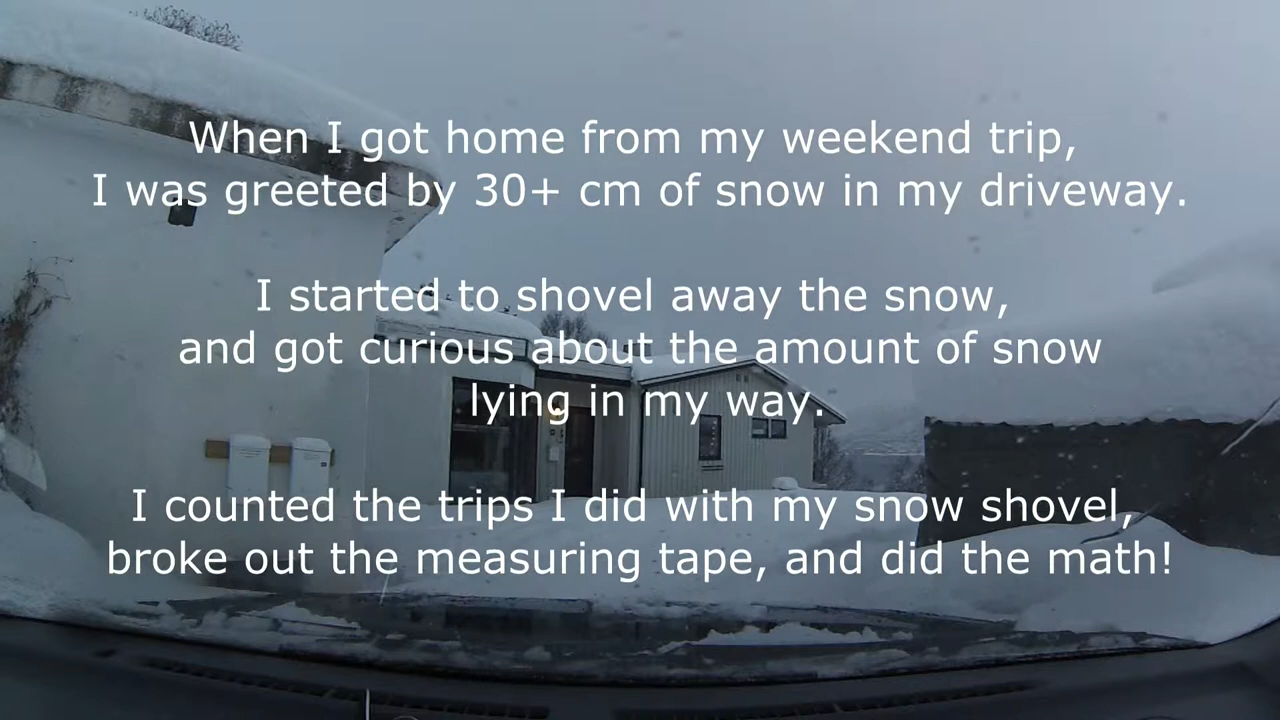 When I got home from my weekend trip,
I was greeted by 30+ cm of snow in my driveway.
I started to shovel away the snow,
and got curious about the amount of snow
lying in my way.
I counted the trips I did with my snow shovel,
broke out the measuring tape, and did the math!